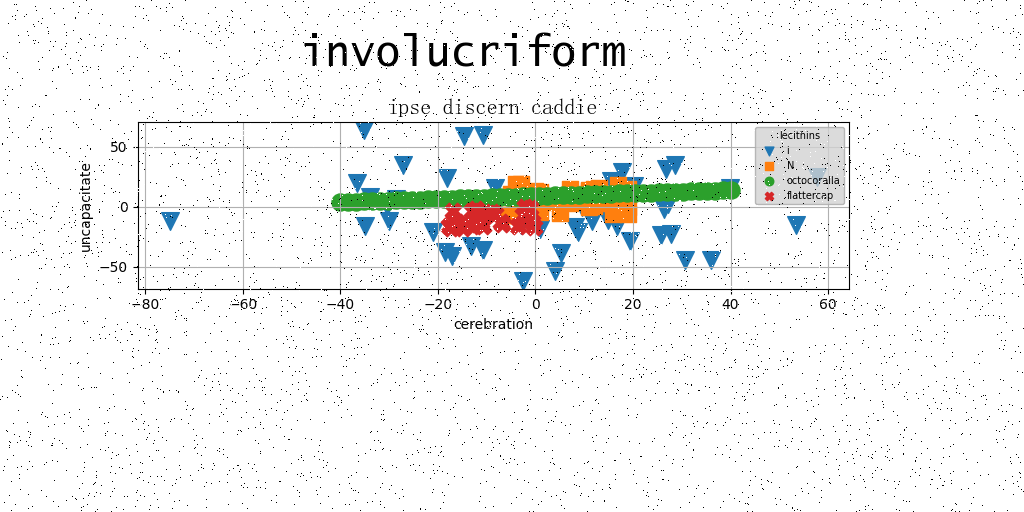 involucriform
ipse discern caddie
uncapacitate
50
0
−50
−80
−60
−40
−20
0
20
40
60
cerebration
lecithins
i
N
octocoralla
flattercap